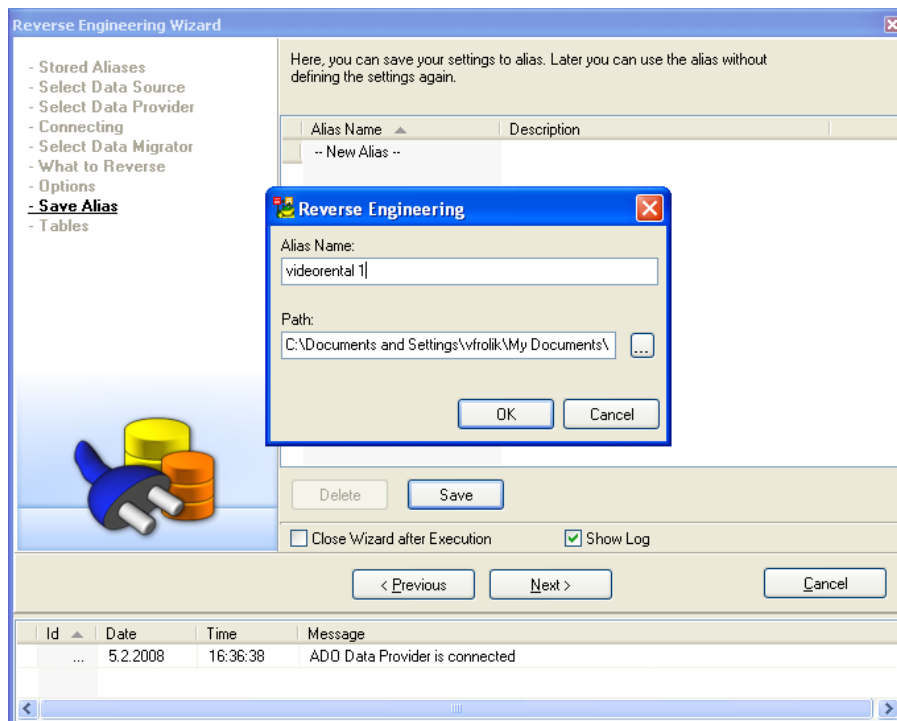 Reverse Engineering Wizard
- Stored Aliases
- Select Data Source
- Select Data Provider
- Connecting
- Select Data Migrator
- What to Reverse
- Options
- Save Alias
- Tables
Here, you can save your settings to alias. Later you can use the alias without
defining the settings again.
Alias Name Description
-- New Alias --
Reverse Engineering
Alias Name:
videorental 1
Path:
C:\Documents and Settings\vfrolik\My Documents\
...
OK Cancel
Delete Save
Close Wizard after Execution Show Log
< Previous Next > Cancel
Id Date Time Message
... 5.2.2008 16:36:38 ADO Data Provider is connected